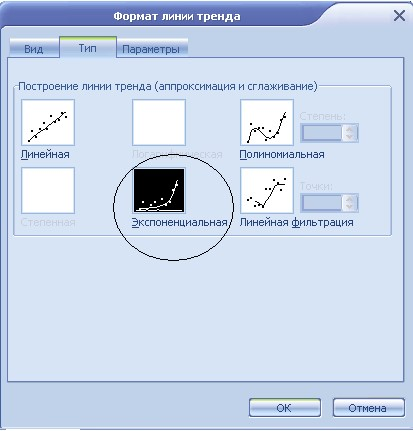 Формат линии тренда
Вид Тип Параметры
Построение линии тренда (аппроксимация и сглаживание)
Линейная Логарифмическая Полиномиальная
Степень:
Степенная Экспоненциальная Линейная фильтрация
Точки:
ОК Отмена